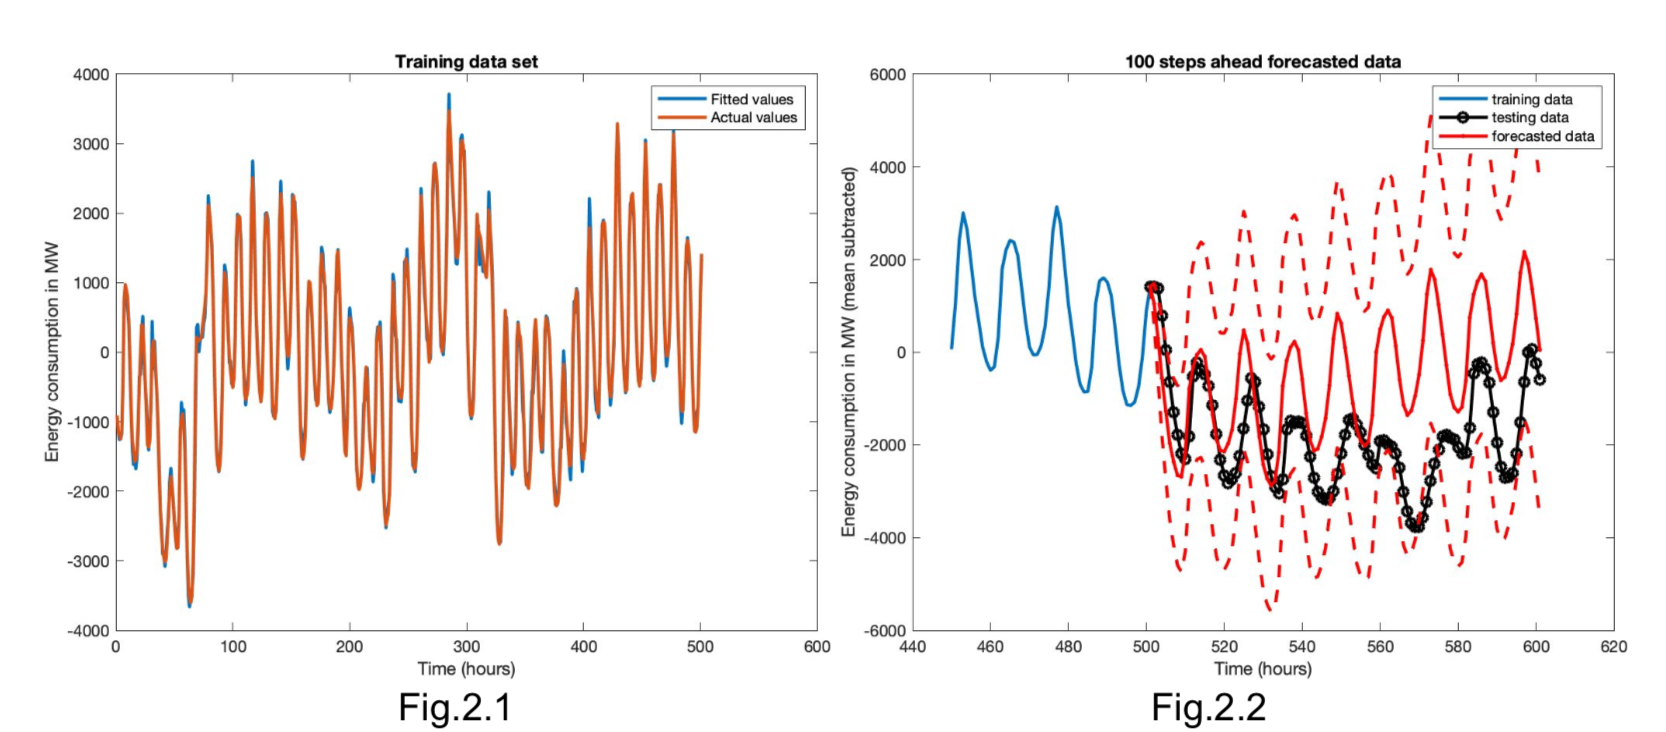 Training data set
4000
3000
2000
1000
0
-1000
-2000
-3000
-4000
0 100 200 300 400 500 600
Energy consumption in MW
Time (hours)
Fitted values
Actual values
Fig.2.1
100 steps ahead forecasted data
6000
4000
2000
0
-2000
-4000
-6000
440 460 480 500 520 540 560 580 600 620
Energy consumption in MW (mean subtracted)
Time (hours)
training data
testing data
forecasted data
Fig.2.2